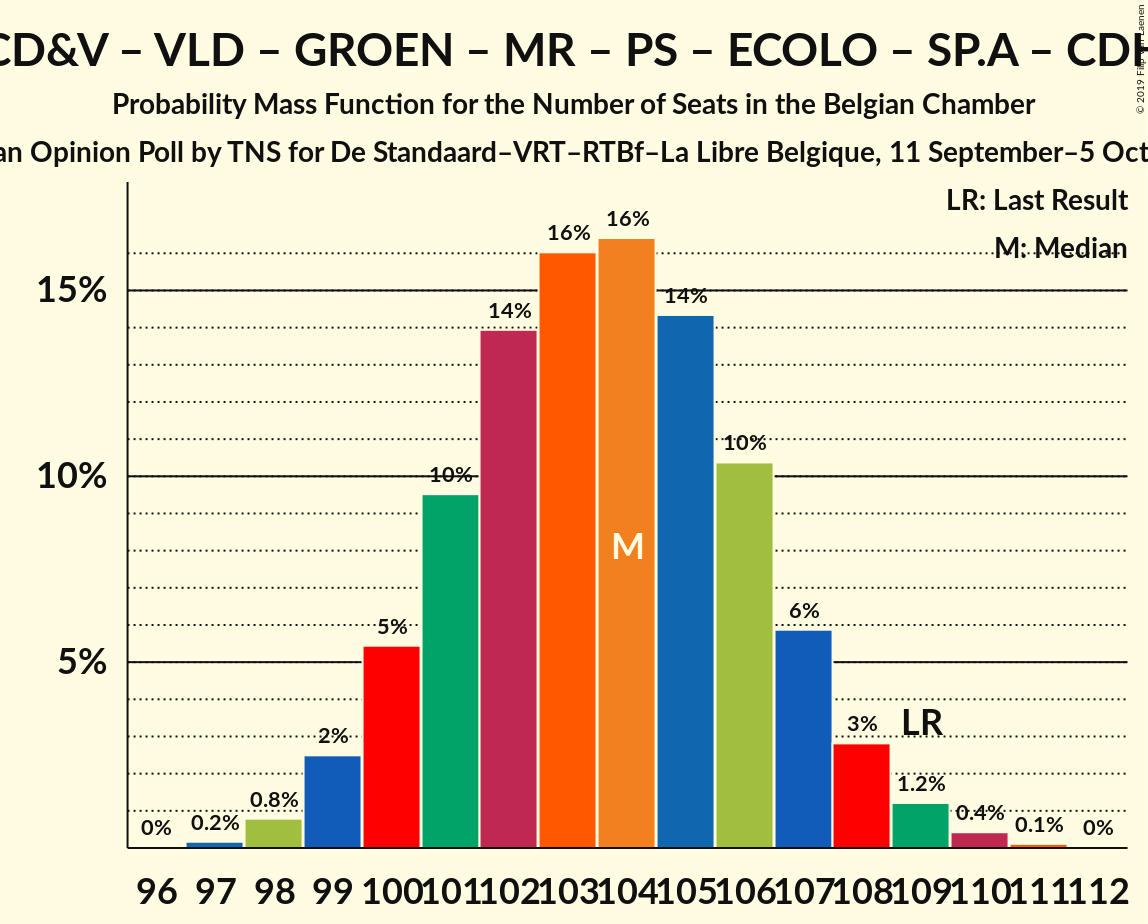 CD&V – VLD – GROEN – MR – PS – ECOLO – SP.A –
Probability Mass Function for the Number of Seats in the Belgian Chamber
an Opinion Poll by TNS for De Standaard–VRT–RTBf–La Libre Belgique, 11 September–5 Oct
© 2019
LR: Last Result
M: Median
16%
16%
14%
14%
15%
10%
10%
10%
M
6%
5%
5%
3%
LR
2%
1.2%
0.8%
0.4%
0.2%
0.1%
0%
0%
96 97 98 99 100 101 102 103 104 105 106 107 108 109 110 111 112